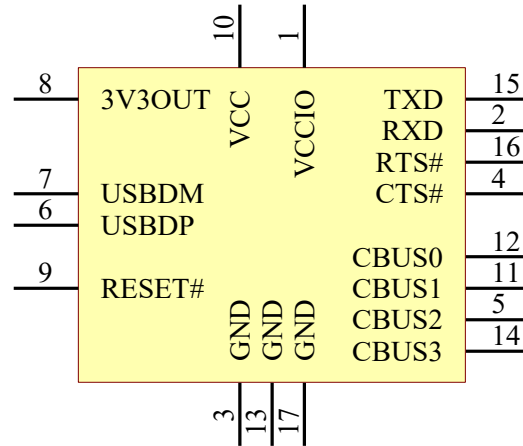 10 1
8 3V3OUT VCC VCCIO TXD 15
RXD 2
RTS# 16
7 USBDM CTS# 4
6 USBDP
CBUS0 12
9 RESET# CBUS1 11
GND GND GND CBUS2 5
CBUS3 14
3 13 17